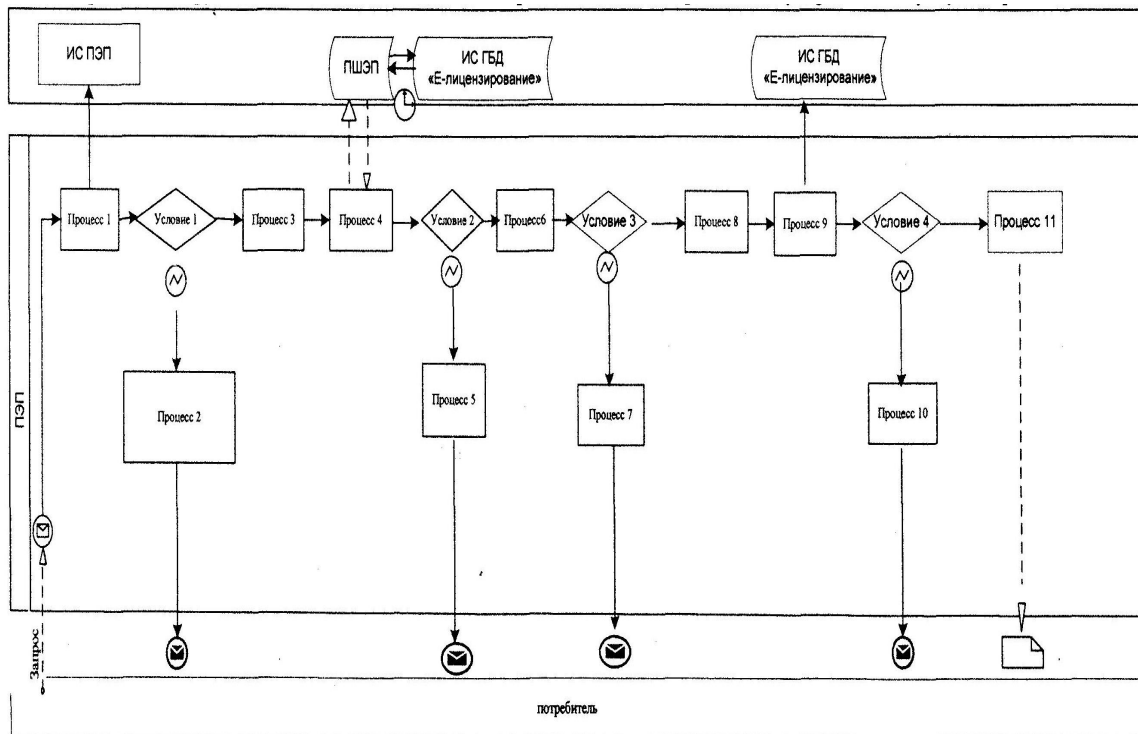 ИС ПЭП
ПШЭП
ИС ГБД
«Е-лицензирование»
ИС ГБД
«Е-лицензирование»
Процесс 1
Условие 1
Процесс 3
Процесс 4
Условие 2
Процесс6
Условие 3
Процесс 8
Процесс 9
Условие 4
Процесс 11
Процесс 2
Процесс 5
Процесс 7
Процесс 10
ПЭП
Запрос
потребитель